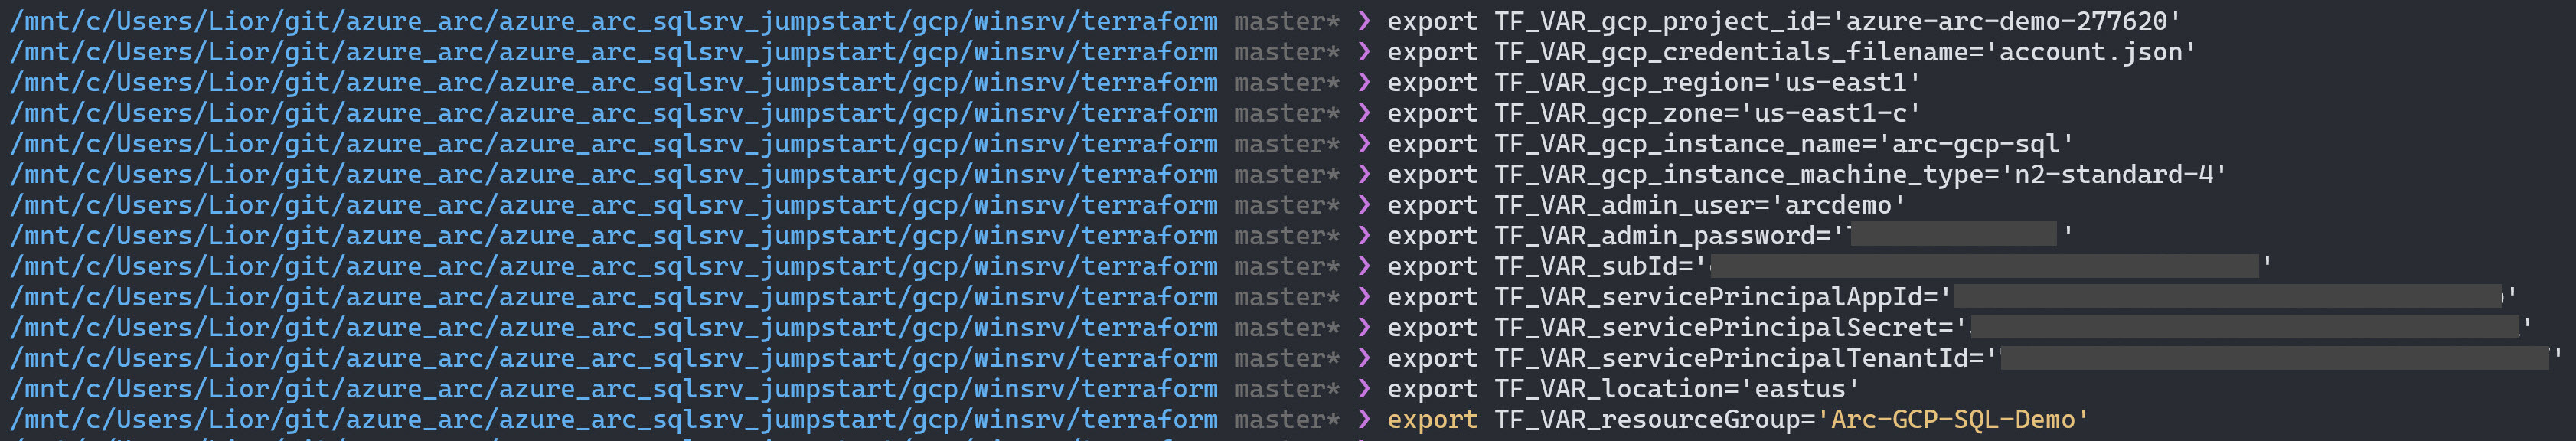 /mnt/c/Users/Lior/git/azure_arc/azure_arc_sqlsrv_jumpstart/gcp/winsrv/terraform master* ❯ export TF_VAR_gcp_project_id='azure-arc-demo-277620'
/mnt/c/Users/Lior/git/azure_arc/azure_arc_sqlsrv_jumpstart/gcp/winsrv/terraform master* ❯ export TF_VAR_gcp_credentials_filename='account.json'
/mnt/c/Users/Lior/git/azure_arc/azure_arc_sqlsrv_jumpstart/gcp/winsrv/terraform master* ❯ export TF_VAR_gcp_region='us-east1'
/mnt/c/Users/Lior/git/azure_arc/azure_arc_sqlsrv_jumpstart/gcp/winsrv/terraform master* ❯ export TF_VAR_gcp_zone='us-east1-c'
/mnt/c/Users/Lior/git/azure_arc/azure_arc_sqlsrv_jumpstart/gcp/winsrv/terraform master* ❯ export TF_VAR_gcp_instance_name='arc-gcp-sql'
/mnt/c/Users/Lior/git/azure_arc/azure_arc_sqlsrv_jumpstart/gcp/winsrv/terraform master* ❯ export TF_VAR_gcp_instance_machine_type='n2-standard-4'
/mnt/c/Users/Lior/git/azure_arc/azure_arc_sqlsrv_jumpstart/gcp/winsrv/terraform master* ❯ export TF_VAR_admin_user='arcdemo'
/mnt/c/Users/Lior/git/azure_arc/azure_arc_sqlsrv_jumpstart/gcp/winsrv/terraform master* ❯ export TF_VAR_admin_password=' '
/mnt/c/Users/Lior/git/azure_arc/azure_arc_sqlsrv_jumpstart/gcp/winsrv/terraform master* ❯ export TF_VAR_subId=' '
/mnt/c/Users/Lior/git/azure_arc/azure_arc_sqlsrv_jumpstart/gcp/winsrv/terraform master* ❯ export TF_VAR_servicePrincipalAppId=' '
/mnt/c/Users/Lior/git/azure_arc/azure_arc_sqlsrv_jumpstart/gcp/winsrv/terraform master* ❯ export TF_VAR_servicePrincipalSecret=' '
/mnt/c/Users/Lior/git/azure_arc/azure_arc_sqlsrv_jumpstart/gcp/winsrv/terraform master* ❯ export TF_VAR_servicePrincipalTenantId=' '
/mnt/c/Users/Lior/git/azure_arc/azure_arc_sqlsrv_jumpstart/gcp/winsrv/terraform master* ❯ export TF_VAR_location='eastus'
/mnt/c/Users/Lior/git/azure_arc/azure_arc_sqlsrv_jumpstart/gcp/winsrv/terraform master* ❯ export TF_VAR_resourceGroup='Arc-GCP-SQL-Demo'